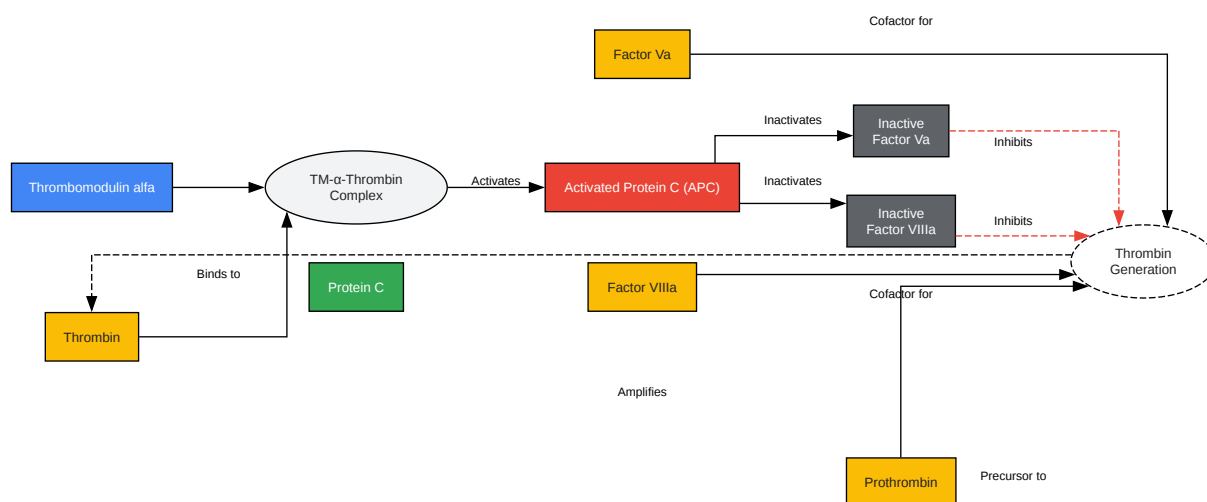 Cofactor for
Factor Va
Inactivates
Inactive
Factor Va
Inhibits
Thrombomodulin alfa
TM-α-Thrombin
Complex
Activates
Activated Protein C (APC)
Inactivates
Inactive
Factor VIIIa
Inhibits
Thrombin
Generation
Binds to
Protein C
Factor VIIIa
Cofactor for
Thrombin
Amplifies
Prothrombin
Precursor to